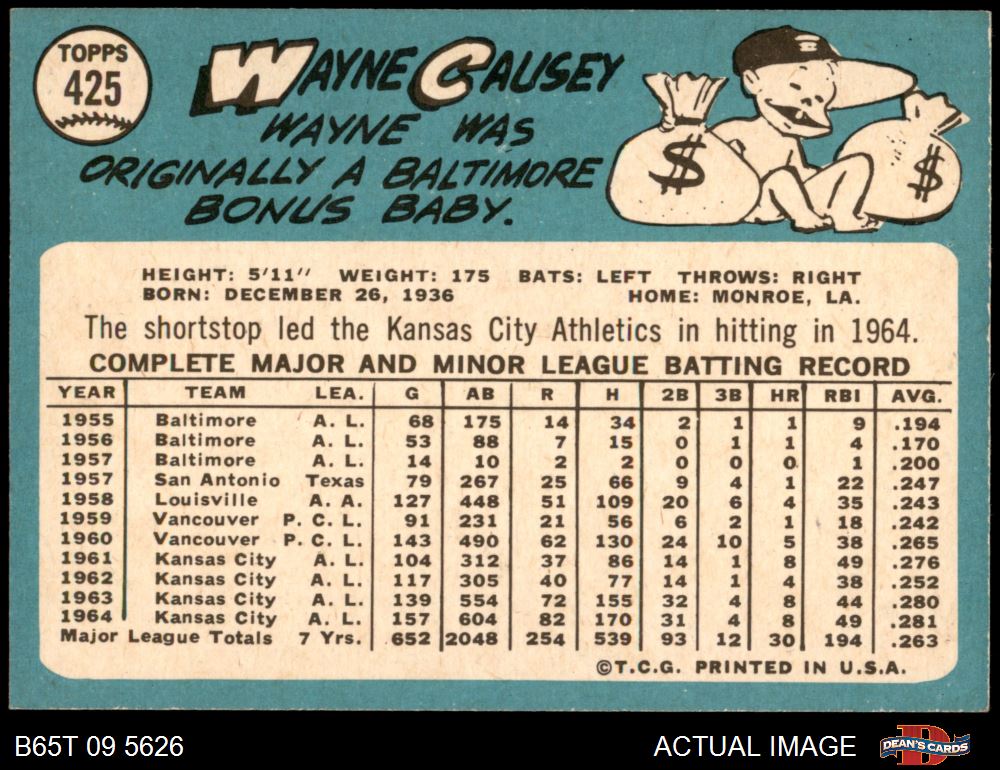 TOPPS
425
WAYNE CAUSEY
WAYNE WAS
ORIGINALLY A BALTIMORE
BONUS BABY.
$ $
HEIGHT: 5'11" WEIGHT: 175 BATS: LEFT THROWS: RIGHT
BORN: DECEMBER 26, 1936 HOME: MONROE, LA.
The shortstop led the Kansas City Athletics in hitting in 1964.
COMPLETE MAJOR AND MINOR LEAGUE BATTING RECORD
YEAR TEAM LEA. G AB R H 2B 3B HR RBI AVG.
1955 Baltimore A. L. 68 175 14 34 2 1 1 9 .194
1956 Baltimore A. L. 53 88 7 15 0 1 1 4 .170
1957 Baltimore A. L. 14 10 2 2 0 0 0 1 .200
1957 San Antonio Texas 79 267 25 66 9 4 1 22 .247
1958 Louisville A. A. 127 448 51 109 20 6 4 35 .243
1959 Vancouver P. C. L. 91 231 21 56 6 2 1 18 .242
1960 Vancouver P. C. L. 143 490 62 130 24 10 5 38 .265
1961 Kansas City A. L. 104 312 37 86 14 1 8 49 .276
1962 Kansas City A. L. 117 305 40 77 14 1 4 38 .252
1963 Kansas City A. L. 139 554 72 155 32 4 8 44 .280
1964 Kansas City A. L. 157 604 82 170 31 4 8 49 .281
Major League Totals 7 Yrs. 652 2048 254 539 93 12 30 194 .263
©T.C.G. PRINTED IN U.S.A.
B65T 09 5626 ACTUAL IMAGE DEAN'S CARDS